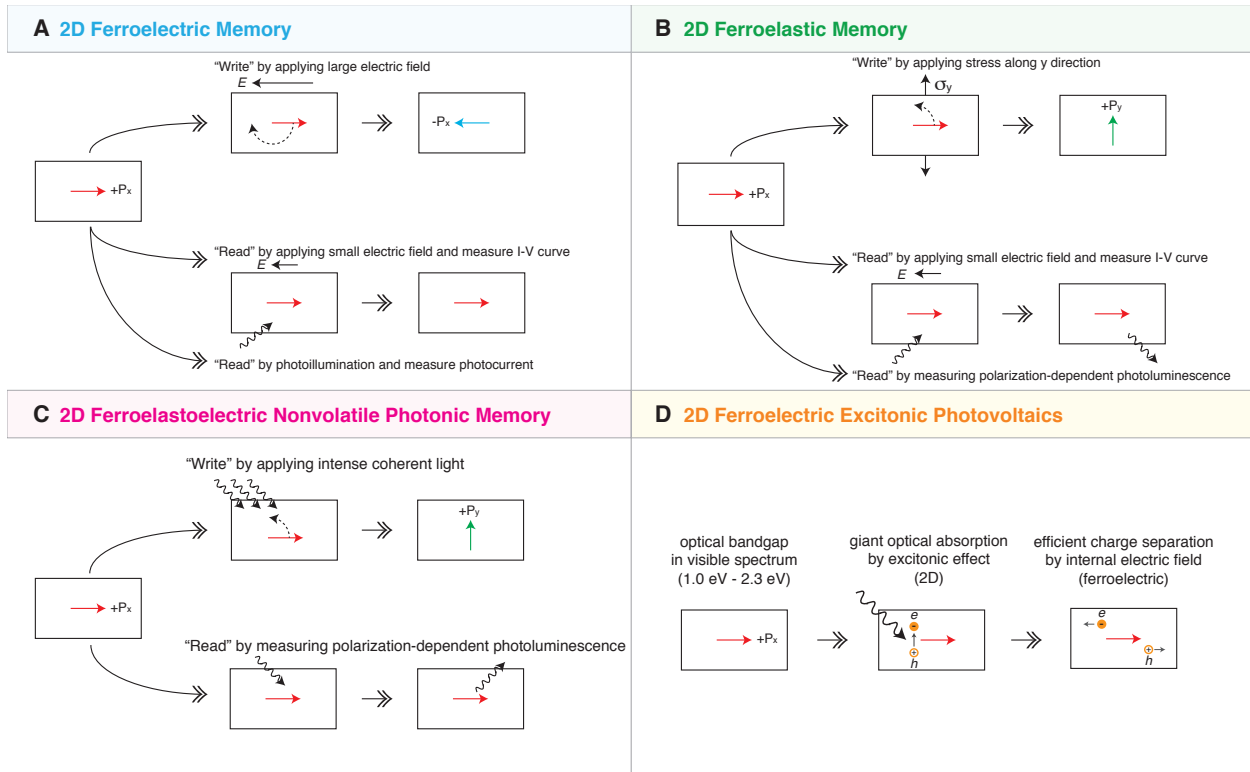 A 2D Ferroelectric Memory
"Write" by applying large electric field
E
-Px
+Px
"Read" by applying small electric field and measure I-V curve
E
"Read" by photoillumination and measure photocurrent
B 2D Ferroelastic Memory
"Write" by applying stress along y direction
σy
+Py
+Px
"Read" by applying small electric field and measure I-V curve
E
"Read" by measuring polarization-dependent photoluminescence
C 2D Ferroelastoelectric Nonvolatile Photonic Memory
"Write" by applying intense coherent light
+Py
+Px
"Read" by measuring polarization-dependent photoluminescence
D 2D Ferroelectric Excitonic Photovoltaics
optical bandgap
in visible spectrum
(1.0 eV - 2.3 eV)
+Px
giant optical absorption
by excitonic effect
(2D)
e
-
+
h
efficient charge separation
by internal electric field
(ferroelectric)
e
-
+
h